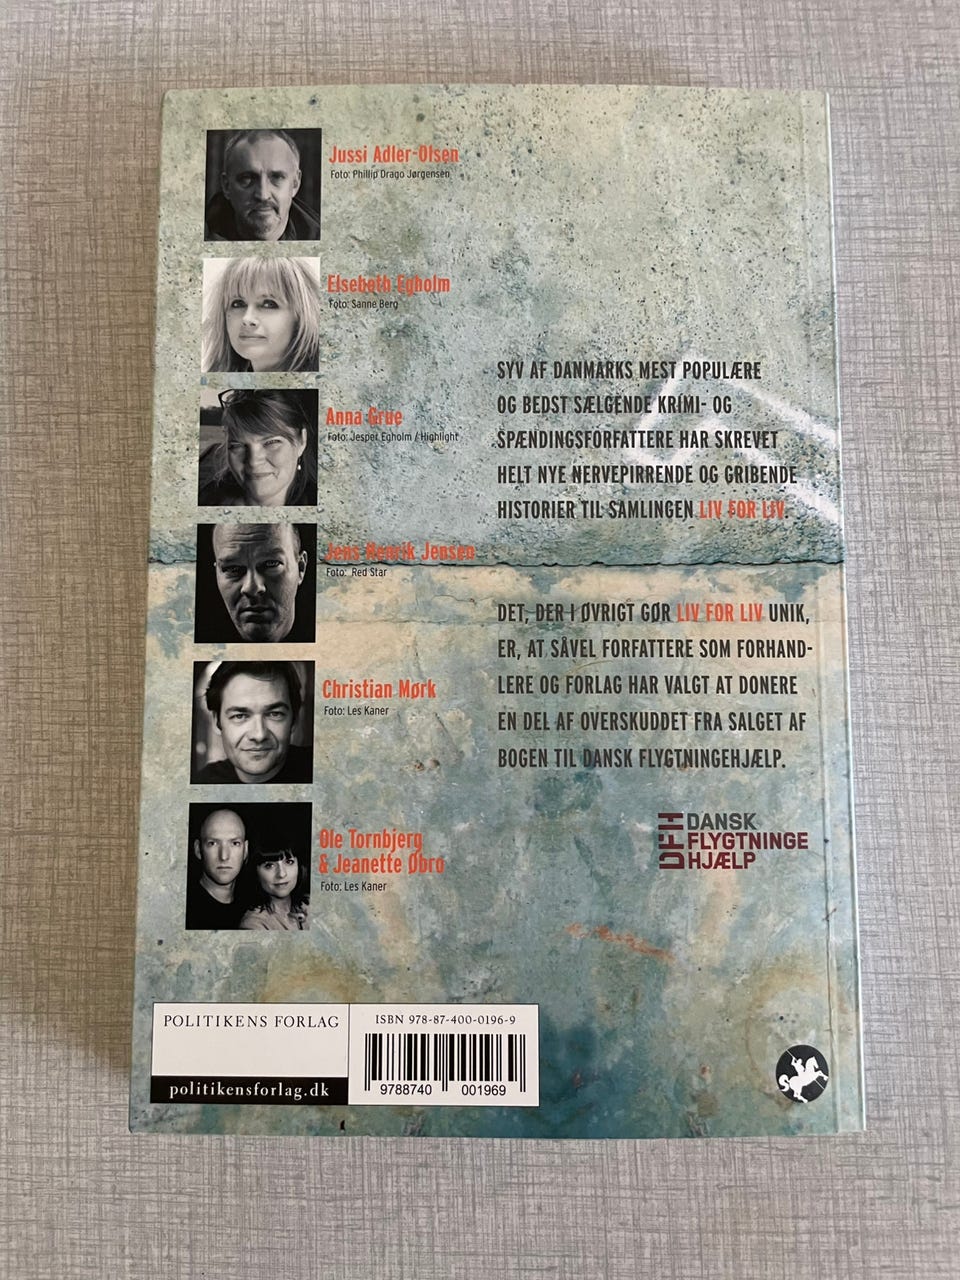 Jussi Adler-Olsen
Foto: Phillip Drago Jørgensen
Elsebeth Egholm
Foto: Sanne Berg
Anna Grue
Foto: Jesper Egholm / Highlight
Jens Henrik Jensen
Foto: Red Star
Christian Mørk
Foto: Les Kaner
Ole Tornbjerg
& Jeanette Øbro
Foto: Les Kaner
SYV AF DANMARKS MEST POPULÆRE
OG BEDST SÆLGENDE KRIMI- OG
SPÆNDINGSFORFATTERE HAR SKREVET
HELT NYE NERVEPIRRENDE OG GRIBENDE
HISTORIER TIL SAMLINGEN LIV FOR LIV.
DET, DER I ØVRIGT GØR LIV FOR LIV UNIK,
ER, AT SÅVEL FORFATTERE SOM FORHAND-
LERE OG FORLAG HAR VALGT AT DONERE
EN DEL AF OVERSKUDDET FRA SALGET AF
BOGEN TIL DANSK FLYGTNINGEHJÆLP.
DFH
DANSK
FLYGTNINGE
HJÆLP
POLITIKENS FORLAG
politikensforlag.dk
ISBN 978-87-400-0196-9
9788740 001969